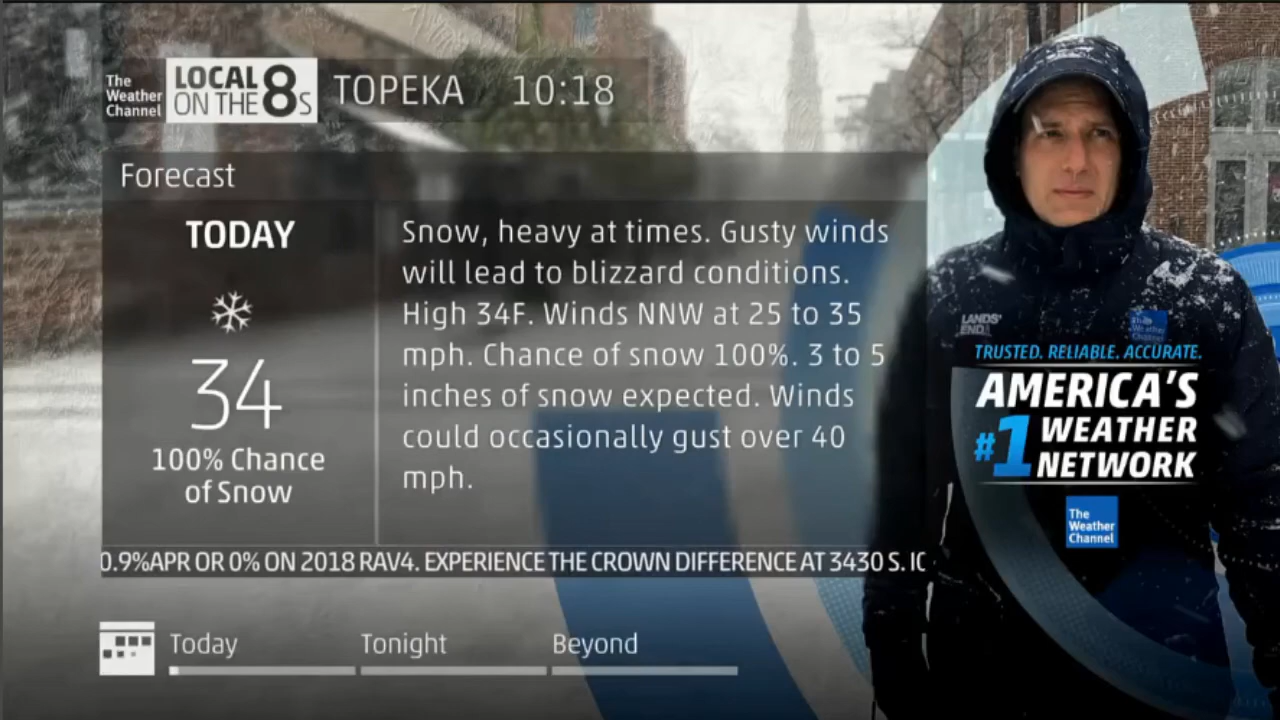 The
Weather
Channel
LOCAL
ON THE 8s
TOPEKA 10:18
Forecast
TODAY
34
100% Chance
of Snow
Snow, heavy at times. Gusty winds
will lead to blizzard conditions.
High 34F. Winds NNW at 25 to 35
mph. Chance of snow 100%. 3 to 5
inches of snow expected. Winds
could occasionally gust over 40
mph.
LANDS'
END
The
Weather
Channel
TRUSTED. RELIABLE. ACCURATE.
AMERICA'S
#1 WEATHER
NETWORK
The
Weather
Channel
0.9%APR OR 0% ON 2018 RAV4. EXPERIENCE THE CROWN DIFFERENCE AT 3430 S.
Today Tonight Beyond